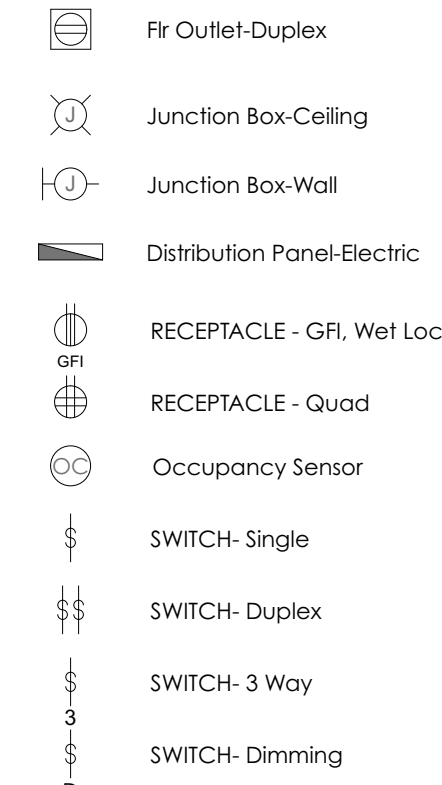 Flr Outlet-Duplex
J Junction Box-Ceiling
J Junction Box-Wall
Distribution Panel-Electric
RECEPTACLE - GFI, Wet Loc
GFI
RECEPTACLE - Quad
OC Occupancy Sensor
$ SWITCH- Single
$$ SWITCH- Duplex
$ SWITCH- 3 Way
3
$ SWITCH- Dimming